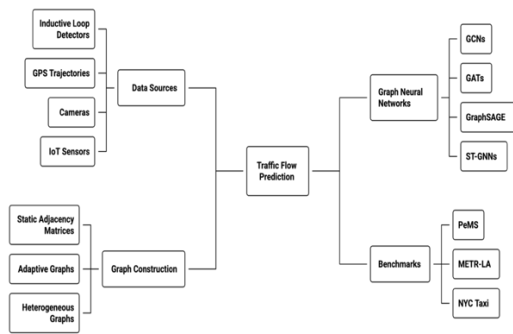 Inductive Loop
Detectors
GPS Trajectories
Cameras
IoT Sensors
Data Sources
Static Adjacency
Matrices
Adaptive Graphs
Heterogeneous
Graphs
Graph Construction
Traffic Flow
Prediction
Graph Neural
Networks
GCNs
GATs
GraphSAGE
ST-GNNs
Benchmarks
PeMS
METR-LA
NYC Taxi